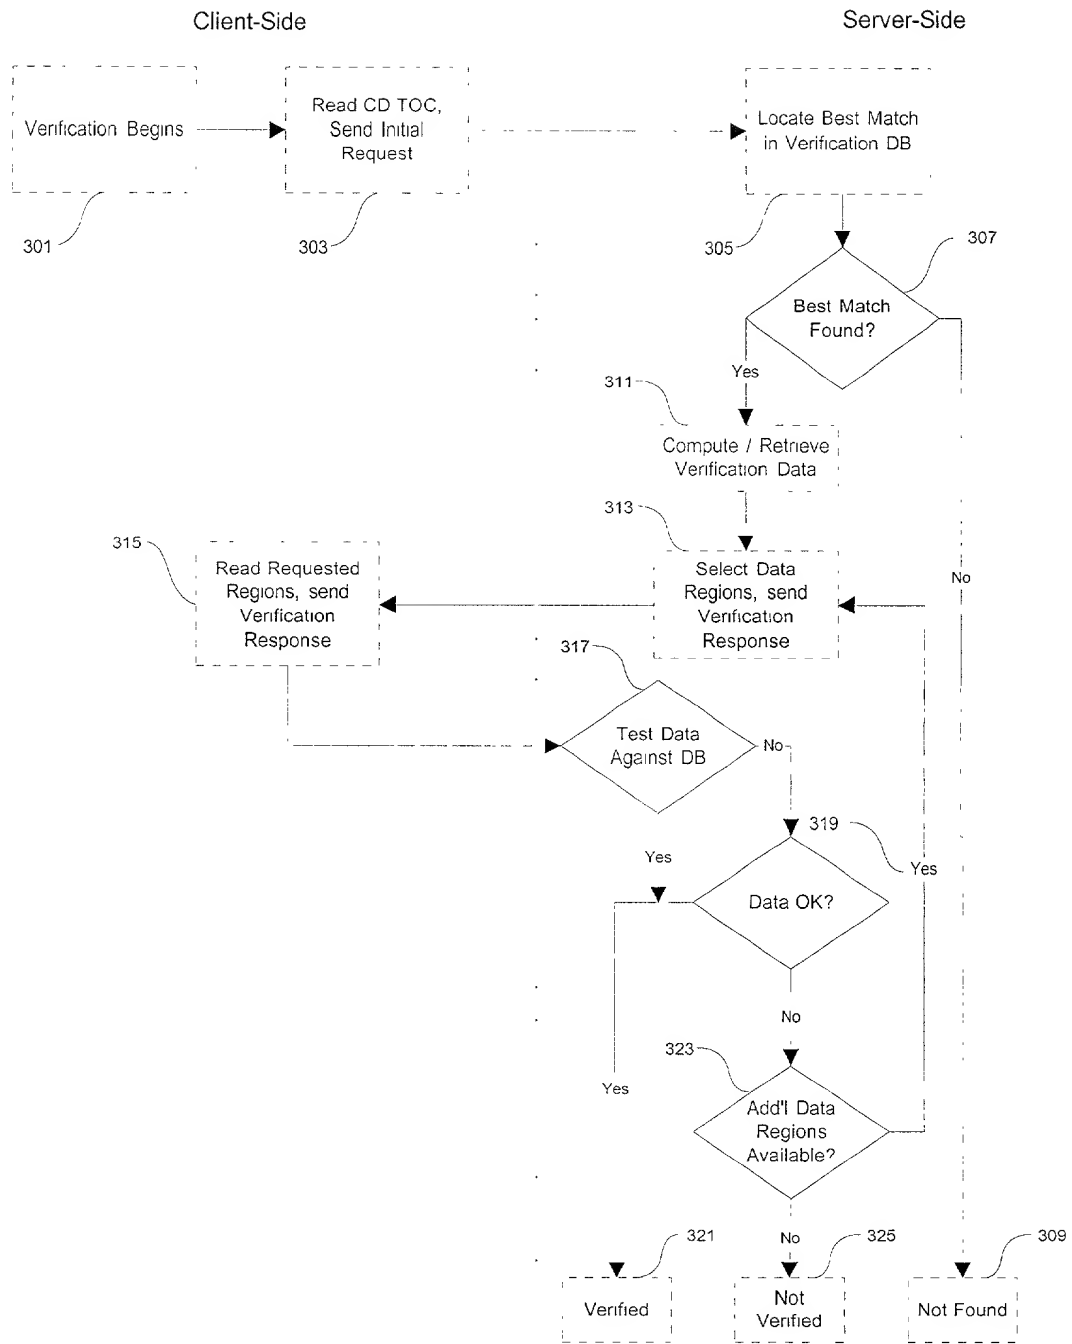 Client-Side
Server-Side
Verification Begins
Read CD TOC,
Send Initial
Request
Locate Best Match
in Verification DB
301
303
305
307
Best Match
Found?
Yes
311
Compute / Retrieve
Verification Data
313
315
Read Requested
Regions, send
Verification
Response
Select Data
Regions, send
Verification
Response
No
317
Test Data
Against DB
No
319
Yes
Yes
Data OK?
No
323
Yes
Add'l Data
Regions
Available?
No
321
325
309
Verified
Not
Verified
Not Found